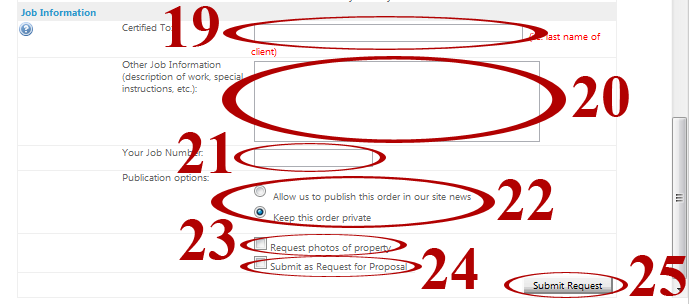 Job Information
Certified To: 19 last name of
client)
Other Job Information
(description of work, special
instructions, etc.):
20
21
Your Job Number:
Publication options:
Allow us to publish this order in our site news
22
Keep this order private
23
Request photos of property
Submit as Request for Proposal
24
Submit Request
25